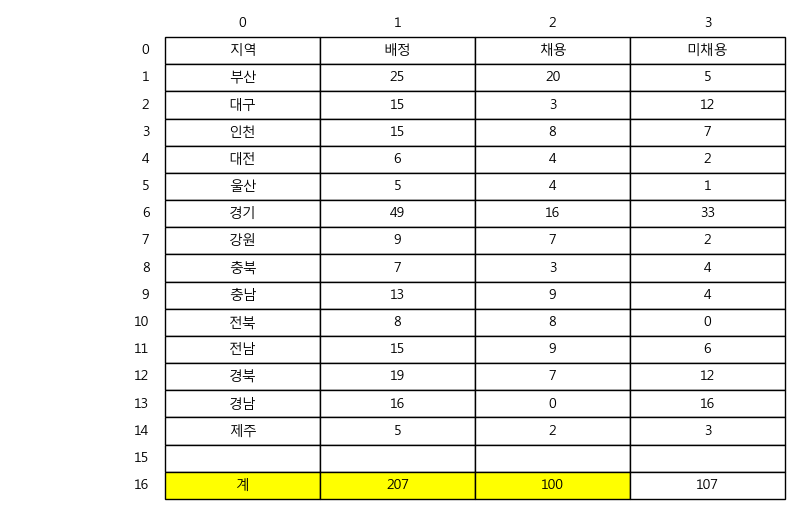 0 1 2 3
0 지역 배정 채용 미채용
1 부산 25 20 5
2 대구 15 3 12
3 인천 15 8 7
4 대전 6 4 2
5 울산 5 4 1
6 경기 49 16 33
7 강원 9 7 2
8 충북 7 3 4
9 충남 13 9 4
10 전북 8 8 0
11 전남 15 9 6
12 경북 19 7 12
13 경남 16 0 16
14 제주 5 2 3
15
16 계 207 100 107